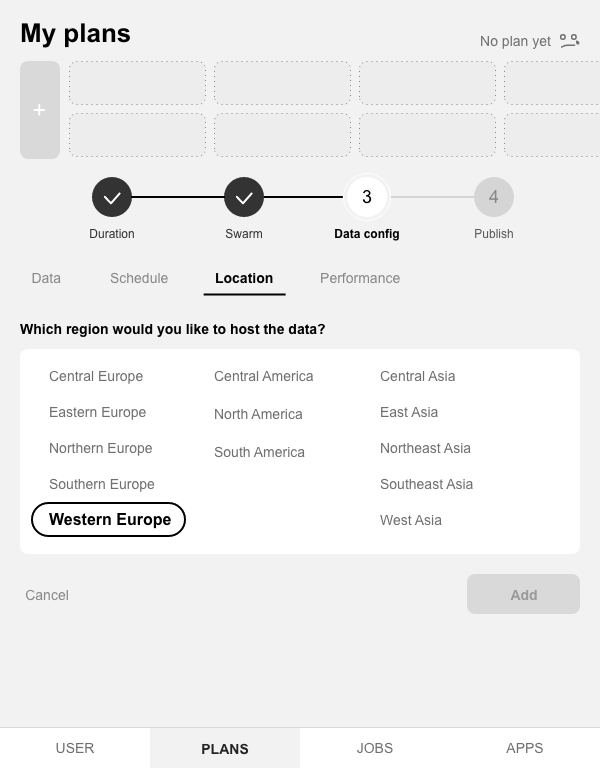 My plans
No plan yet
+
3
4
Duration
Swarm
Data config
Publish
Data
Schedule
Location
Performance
Which region would you like to host the data?
Central Europe
Eastern Europe
Northern Europe
Southern Europe
Western Europe
Central America
North America
South America
Central Asia
East Asia
Northeast Asia
Southeast Asia
West Asia
Cancel
Add
USER
PLANS
JOBS
APPS